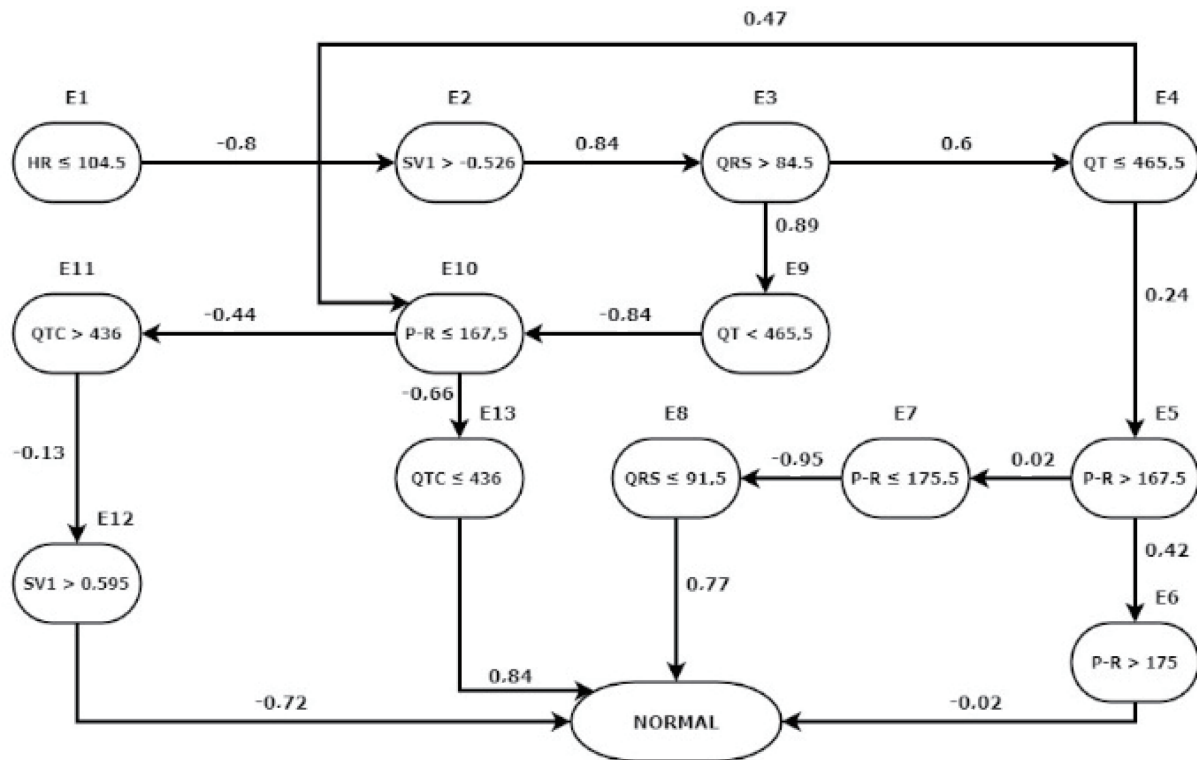 0.47
E1
E2
E3
E4
HR ≤ 104.5
-0.8
SV1 > -0.526
0.84
QRS > 84.5
0.6
QT ≤ 465,5
0.89
E11
E10
E9
0.24
QTC > 436
-0.44
P-R ≤ 167,5
-0.84
QT < 465,5
-0.66
E13
E8
E7
E5
-0.13
QTC ≤ 436
QRS ≤ 91,5
-0.95
P-R ≤ 175,5
0.02
P-R > 167.5
E12
0.42
SV1 > 0.595
0.77
E6
P-R > 175
0.84
-0.72
NORMAL
-0.02